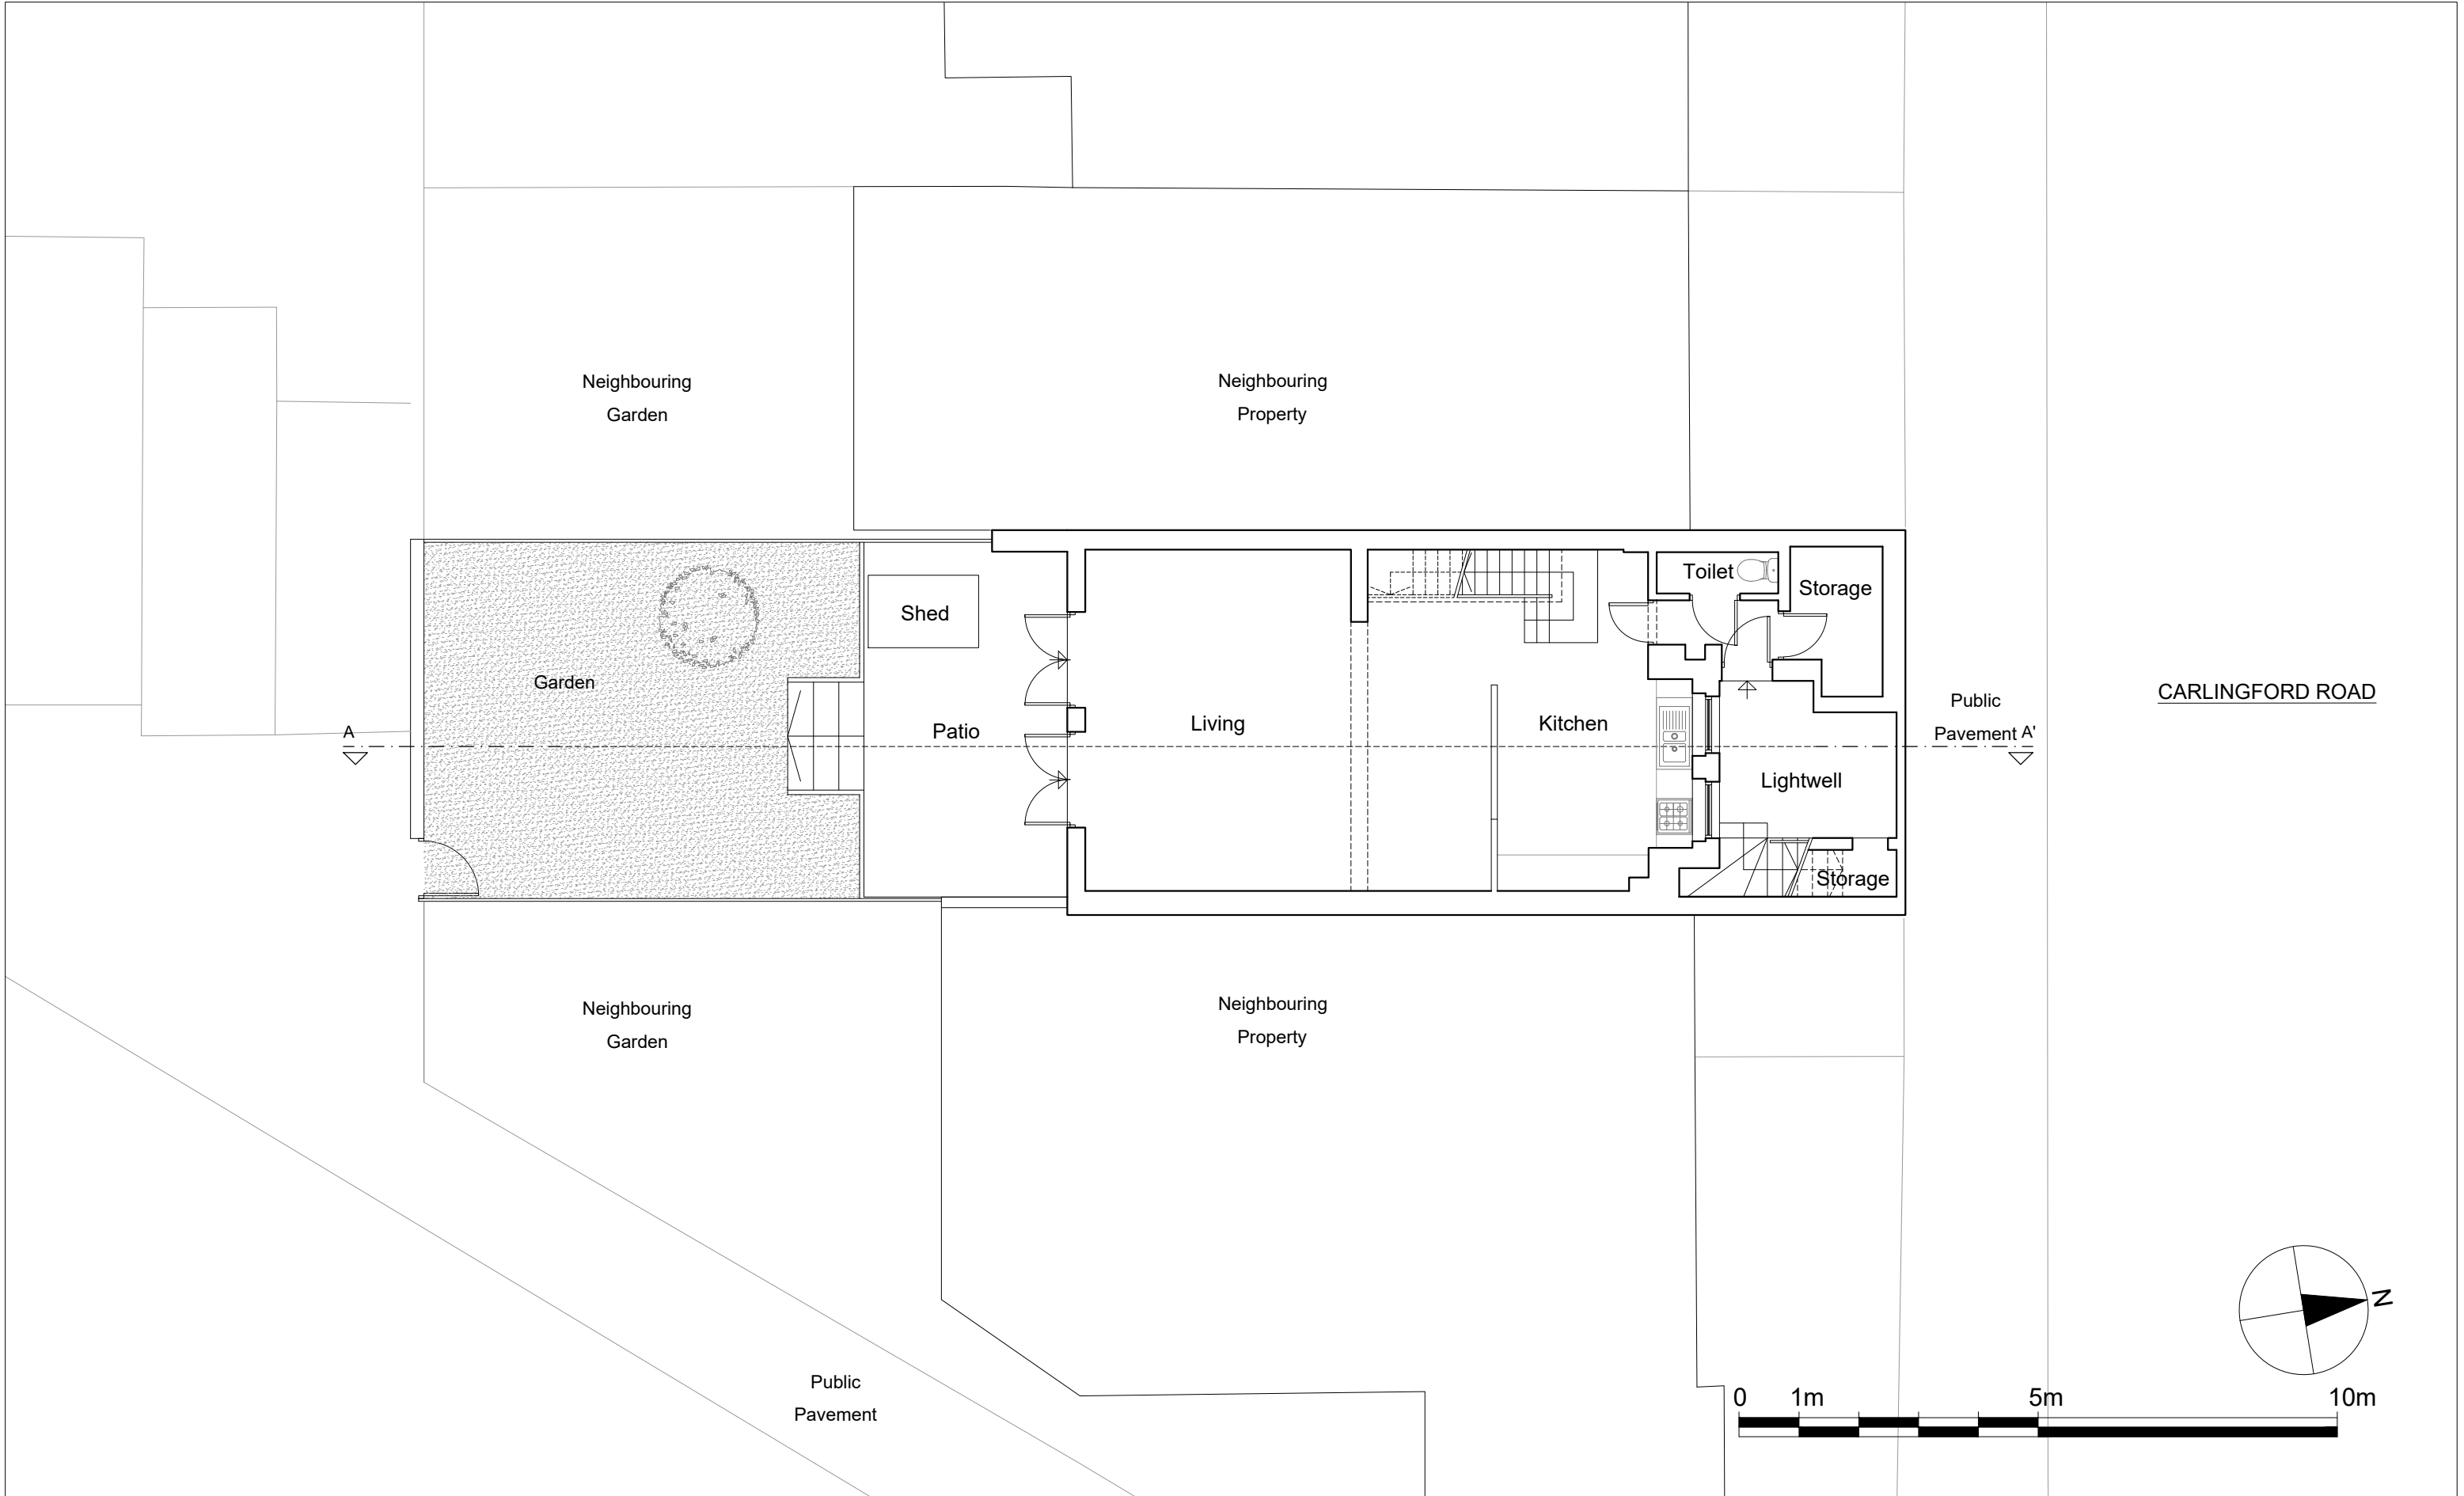 Neighbouring
Garden
Neighbouring
Property
Toilet
Storage
Shed
Garden
Living
Kitchen
Patio
Public
Pavement
CARLINGFORD ROAD
A
A'
Lightwell
Storage
Neighbouring
Garden
Neighbouring
Property
Public
Pavement
N
0 1m 5m 10m